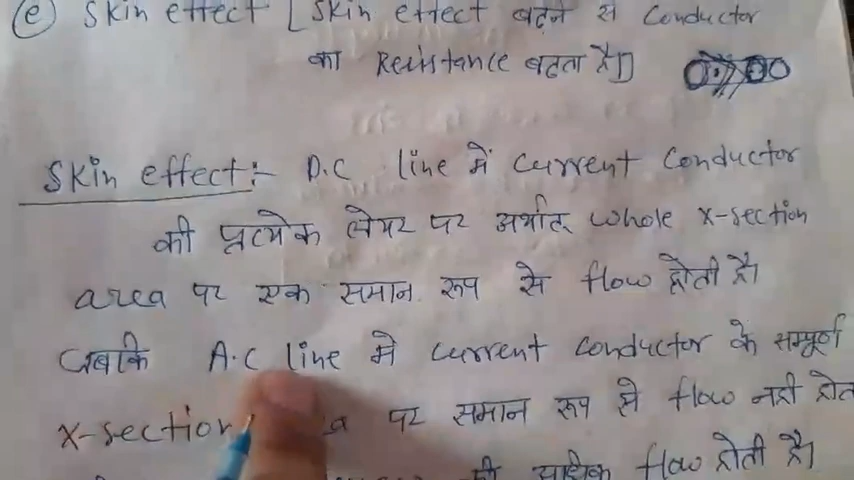 (e) Skin effect [Skin effect बढ़ने से Conductor
का Resistance बढ़ता है।]
Skin effect :- D.C line में Current Conductor
की प्रत्येक लेयर पर अर्थात् whole x-section
area पर एक समान रूप से flow होती है।
जबकि A.C line में Current Conductor के सम्पूर्ण
x-section पर समान रूप से flow नही
की अधिक flow होती है।